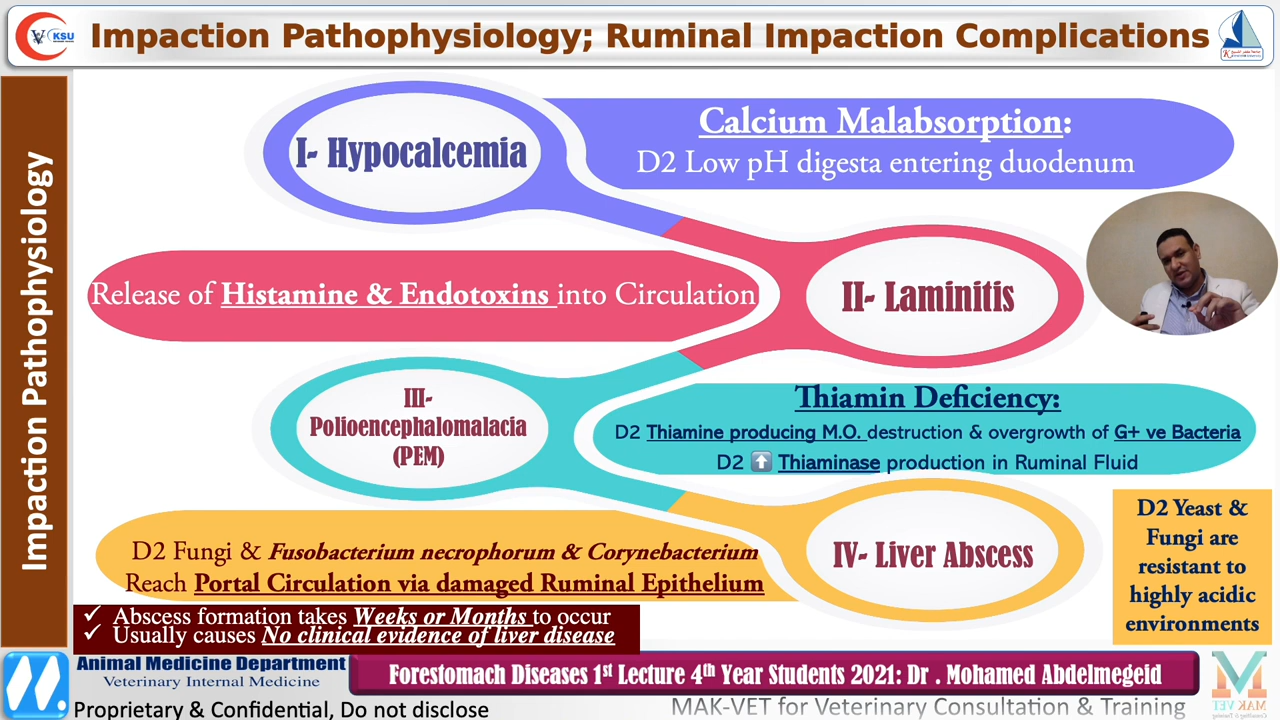 KSU
Impaction Pathophysiology; Ruminal Impaction Complications
Impaction Pathophysiology
I- Hypocalcemia
Calcium Malabsorption:
D2 Low pH digesta entering duodenum
Release of Histamine & Endotoxins into Circulation
II- Laminitis
III-
Polioencephalomalacia
(PEM)
Thiamin Deficiency:
D2 Thiamine producing M.O. destruction & overgrowth of G+ ve Bacteria
D2 ⬆ Thiaminase production in Ruminal Fluid
D2 Fungi & Fusobacterium necrophorum & Corynebacterium
Reach Portal Circulation via damaged Ruminal Epithelium
IV- Liver Abscess
D2 Yeast &
Fungi are
resistant to
highly acidic
environments
✓ Abscess formation takes Weeks or Months to occur
✓ Usually causes No clinical evidence of liver disease
Animal Medicine Department
Veterinary Internal Medicine
Forestomach Diseases 1st Lecture 4th Year Students 2021: Dr . Mohamed Abdelmegeid
Proprietary & Confidential, Do not disclose
MAK-VET for Veterinary Consultation & Training
MAK VET